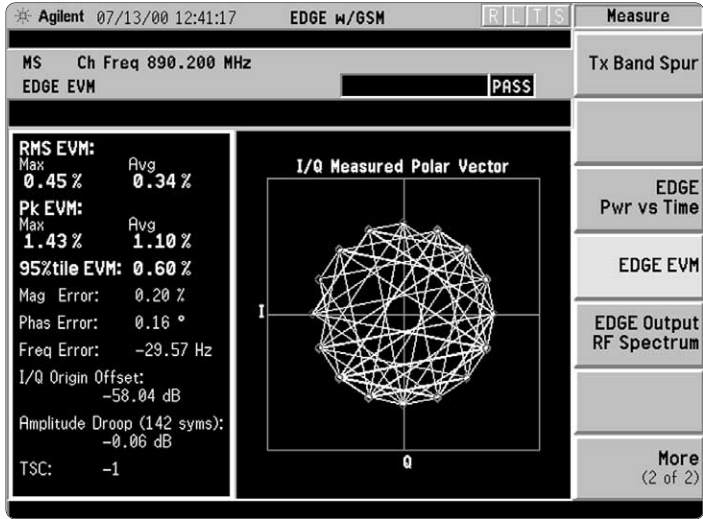 Agilent 07/13/00 12:41:17 EDGE w/GSM R L T S Measure
MS Ch Freq 890.200 MHz
EDGE EVM PASS
Tx Band Spur
RMS EVM:
Max Avg
0.45 % 0.34 %
Pk EVM:
Max Avg
1.43 % 1.10 %
95%tile EVM: 0.60 %
Mag Error: 0.20 %
Phas Error: 0.16 °
Freq Error: -29.57 Hz
I/Q Origin Offset:
-58.04 dB
Amplitude Droop (142 syms):
-0.06 dB
TSC: -1
I/Q Measured Polar Vector
I
Q
EDGE
Pwr vs Time
EDGE EVM
EDGE Output
RF Spectrum
More
(2 of 2)